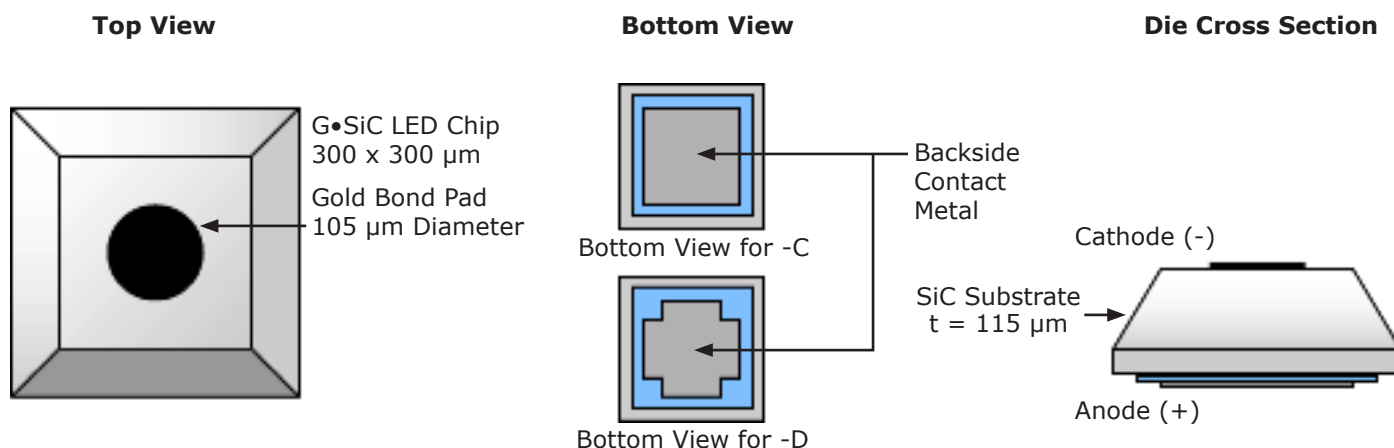 Top View
Bottom View
Die Cross Section
G•SiC LED Chip
300 x 300 µm
Gold Bond Pad
105 µm Diameter
Backside
Contact
Metal
Bottom View for -C
Bottom View for -D
Cathode (-)
SiC Substrate
t = 115 µm
Anode (+)